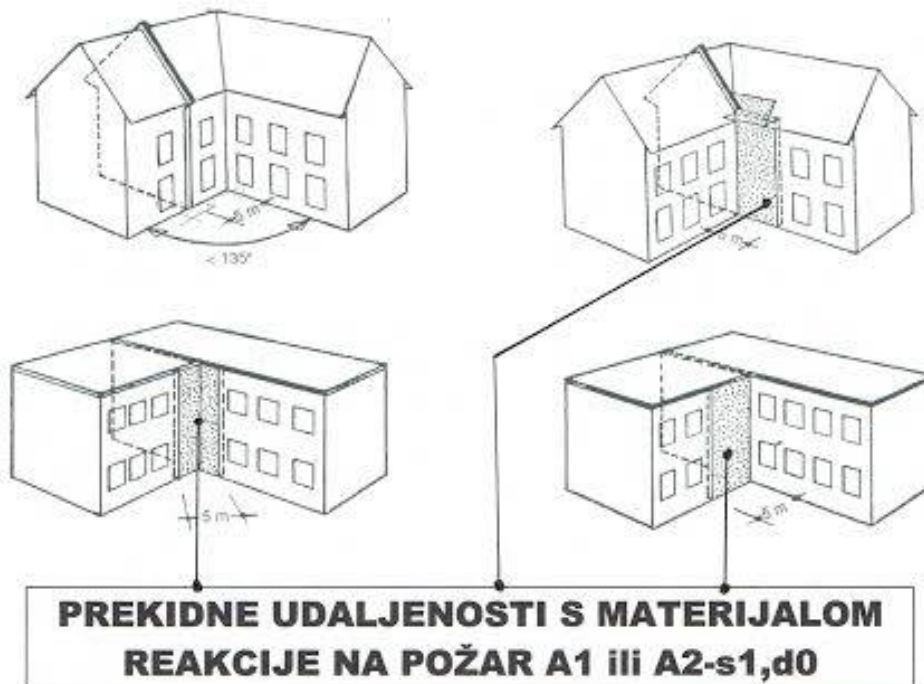 5 m
< 135°
5 m
5 m
5 m
PREKIDNE UDALJENOSTI S MATERIJALOM
REAKCIJE NA POŽAR A1 ili A2-s1,d0